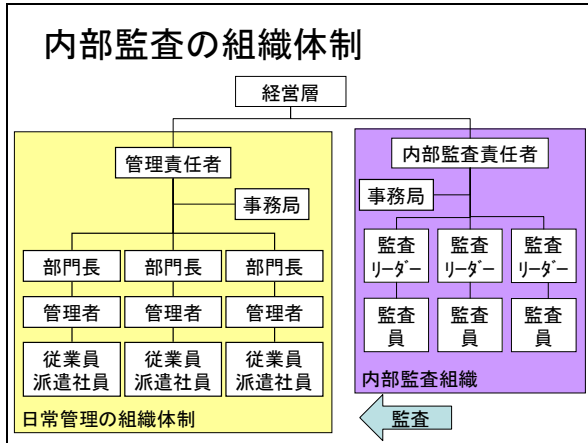 内部監査の組織体制
経営層
管理責任者
内部監査責任者
事務局
事務局
部門長 部門長 部門長
管理者 管理者 管理者
従業員 従業員 従業員
派遣社員 派遣社員 派遣社員
監査 監査 監査
ﾘｰﾀﾞｰ ﾘｰﾀﾞｰ ﾘｰﾀﾞｰ
監査 監査 監査
員 員 員
内部監査組織
日常管理の組織体制
監査